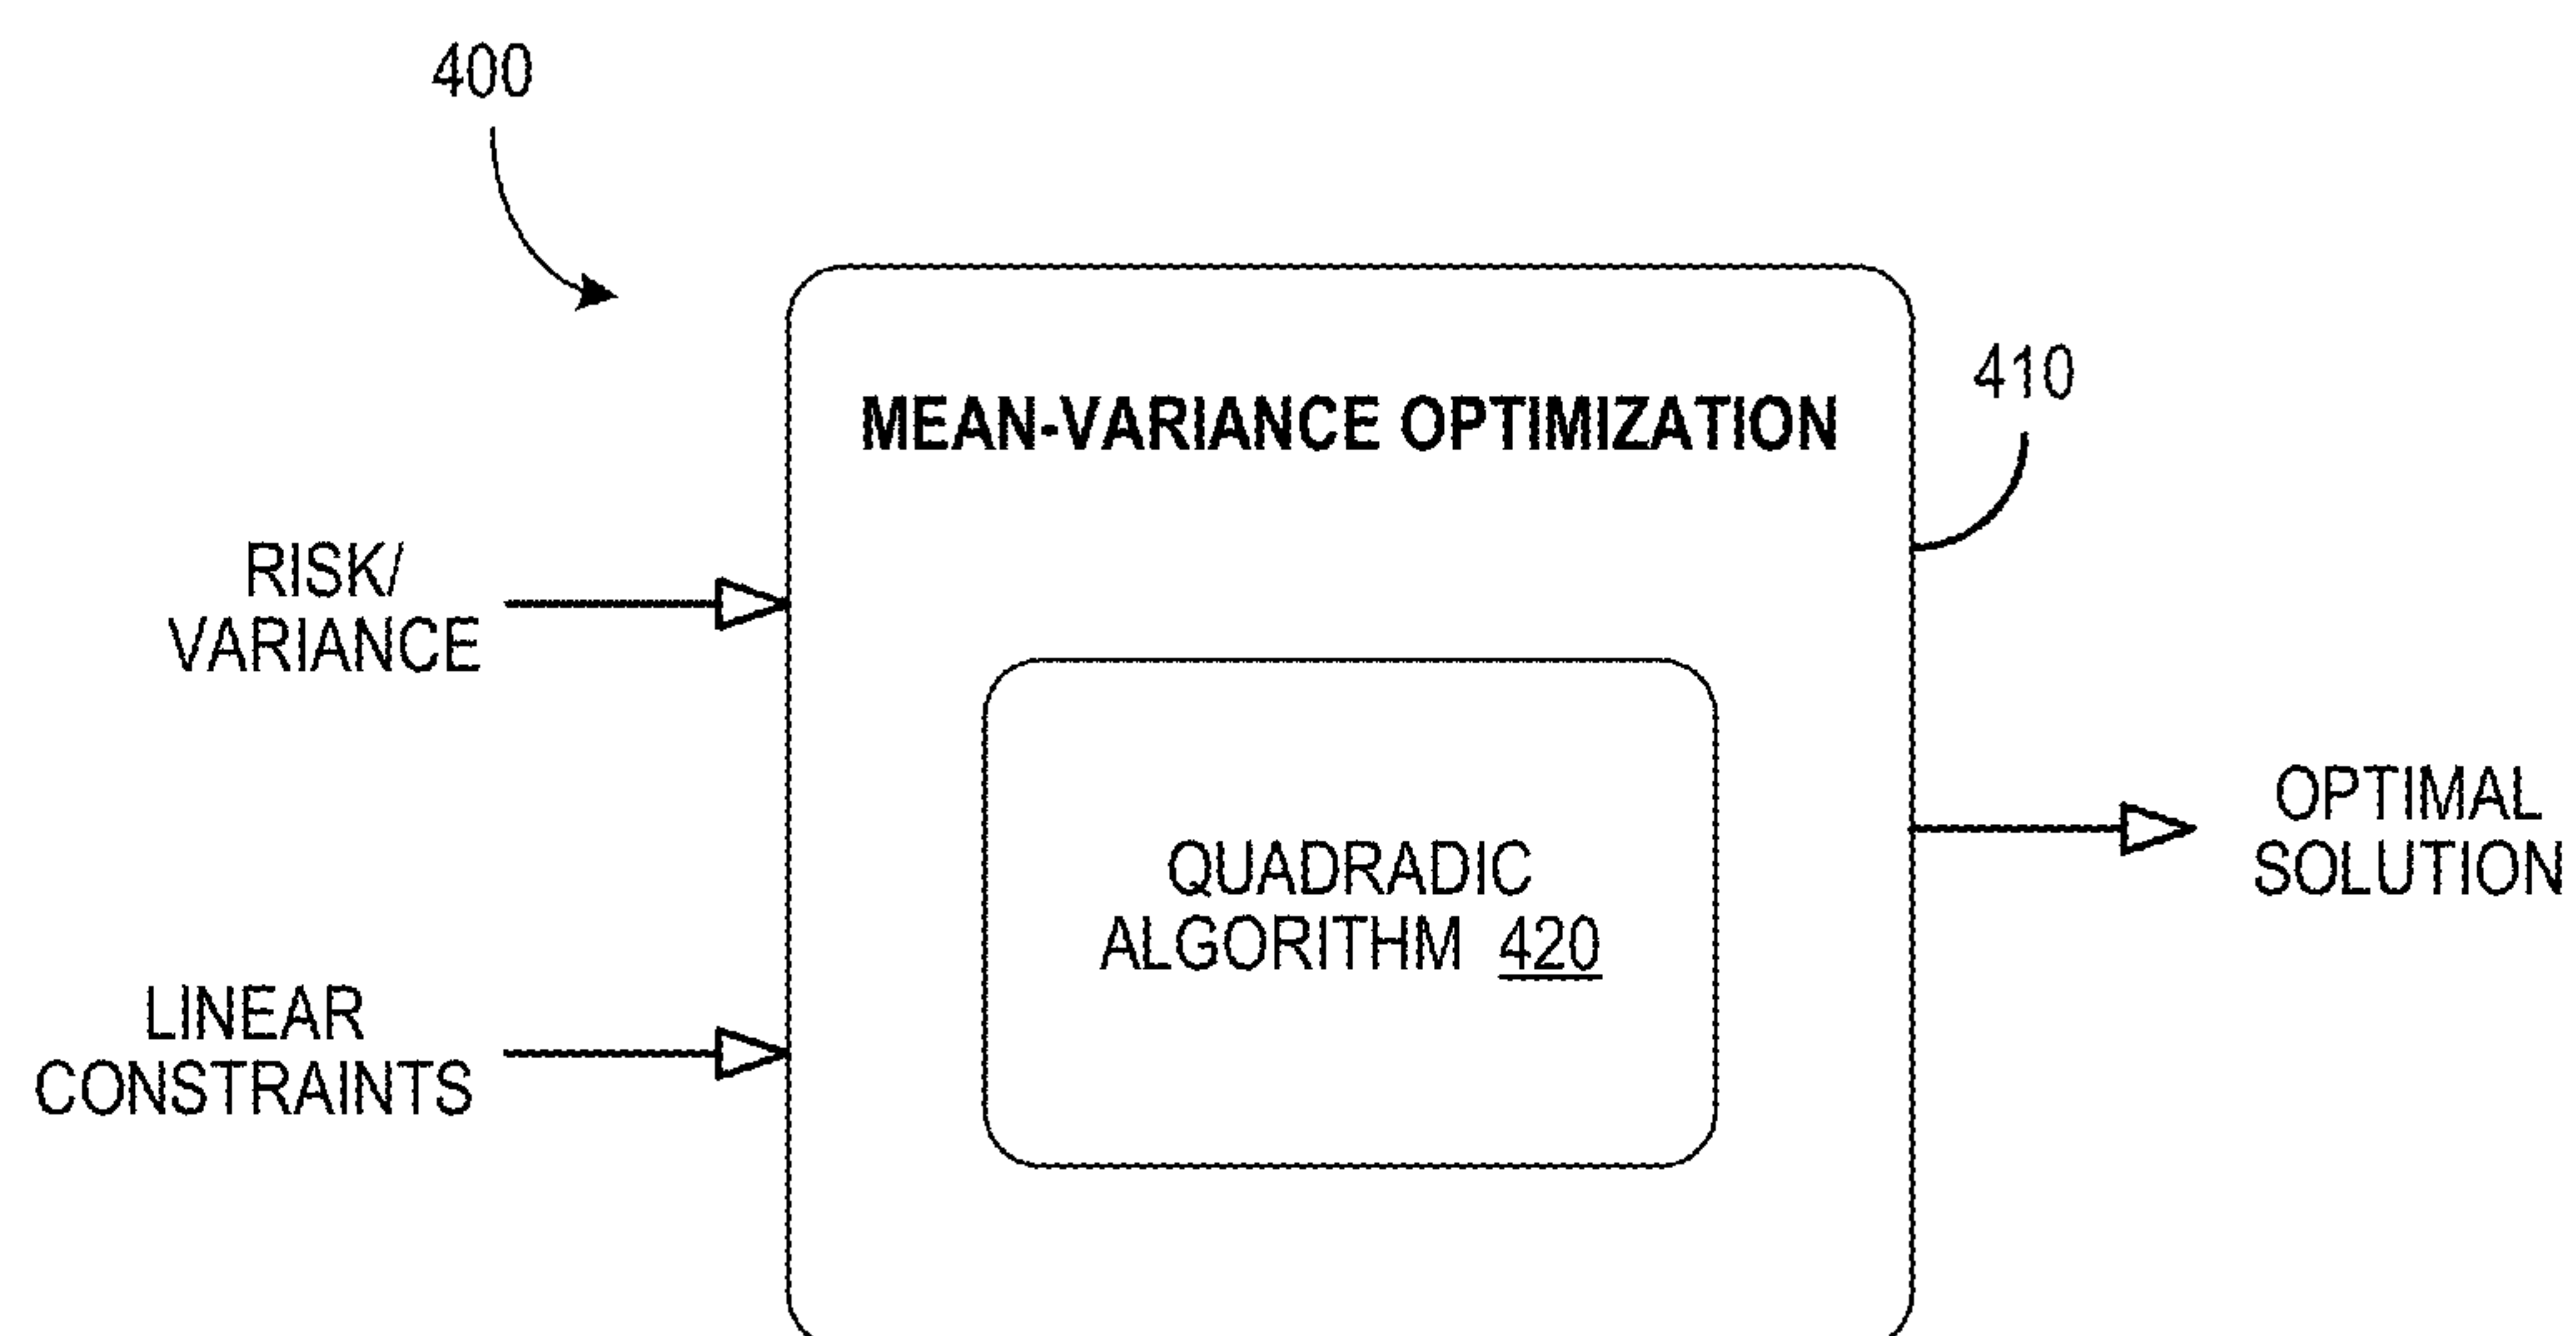 400
410
MEAN-VARIANCE OPTIMIZATION
RISK/
VARIANCE
OPTIMAL
SOLUTION
QUADRADIC
ALGORITHM 420
LINEAR
CONSTRAINTS